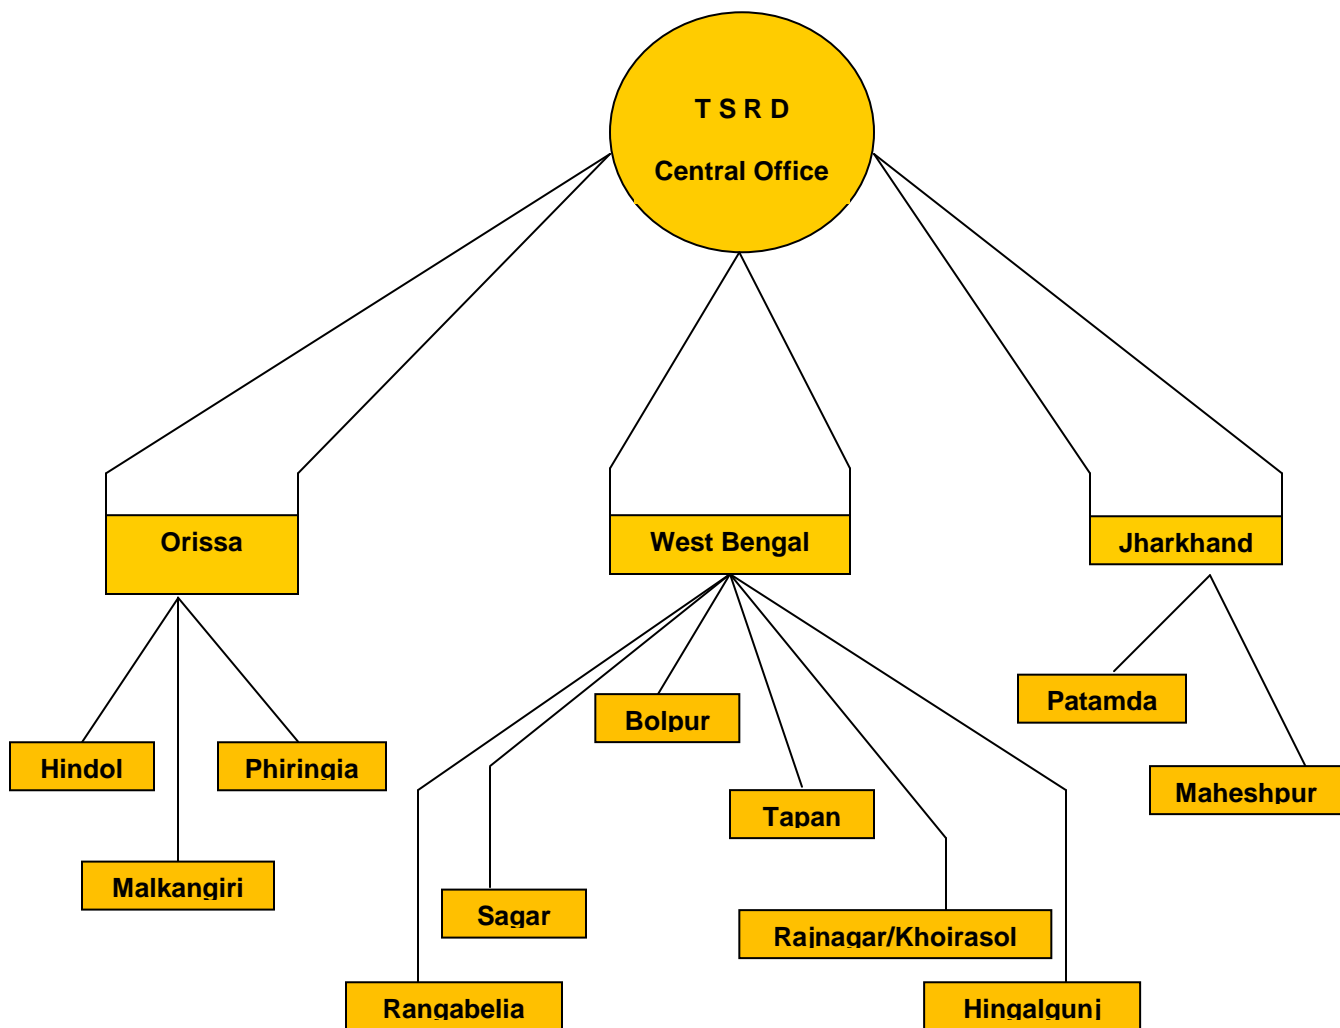 T S R D
Central Office
Orissa
West Bengal
Jharkhand
Patamda
Bolpur
Hindol
Phiringia
Maheshpur
Tapan
Malkangiri
Sagar
Rajnagar/Khoirasol
Rangabelia
Hingalgunj